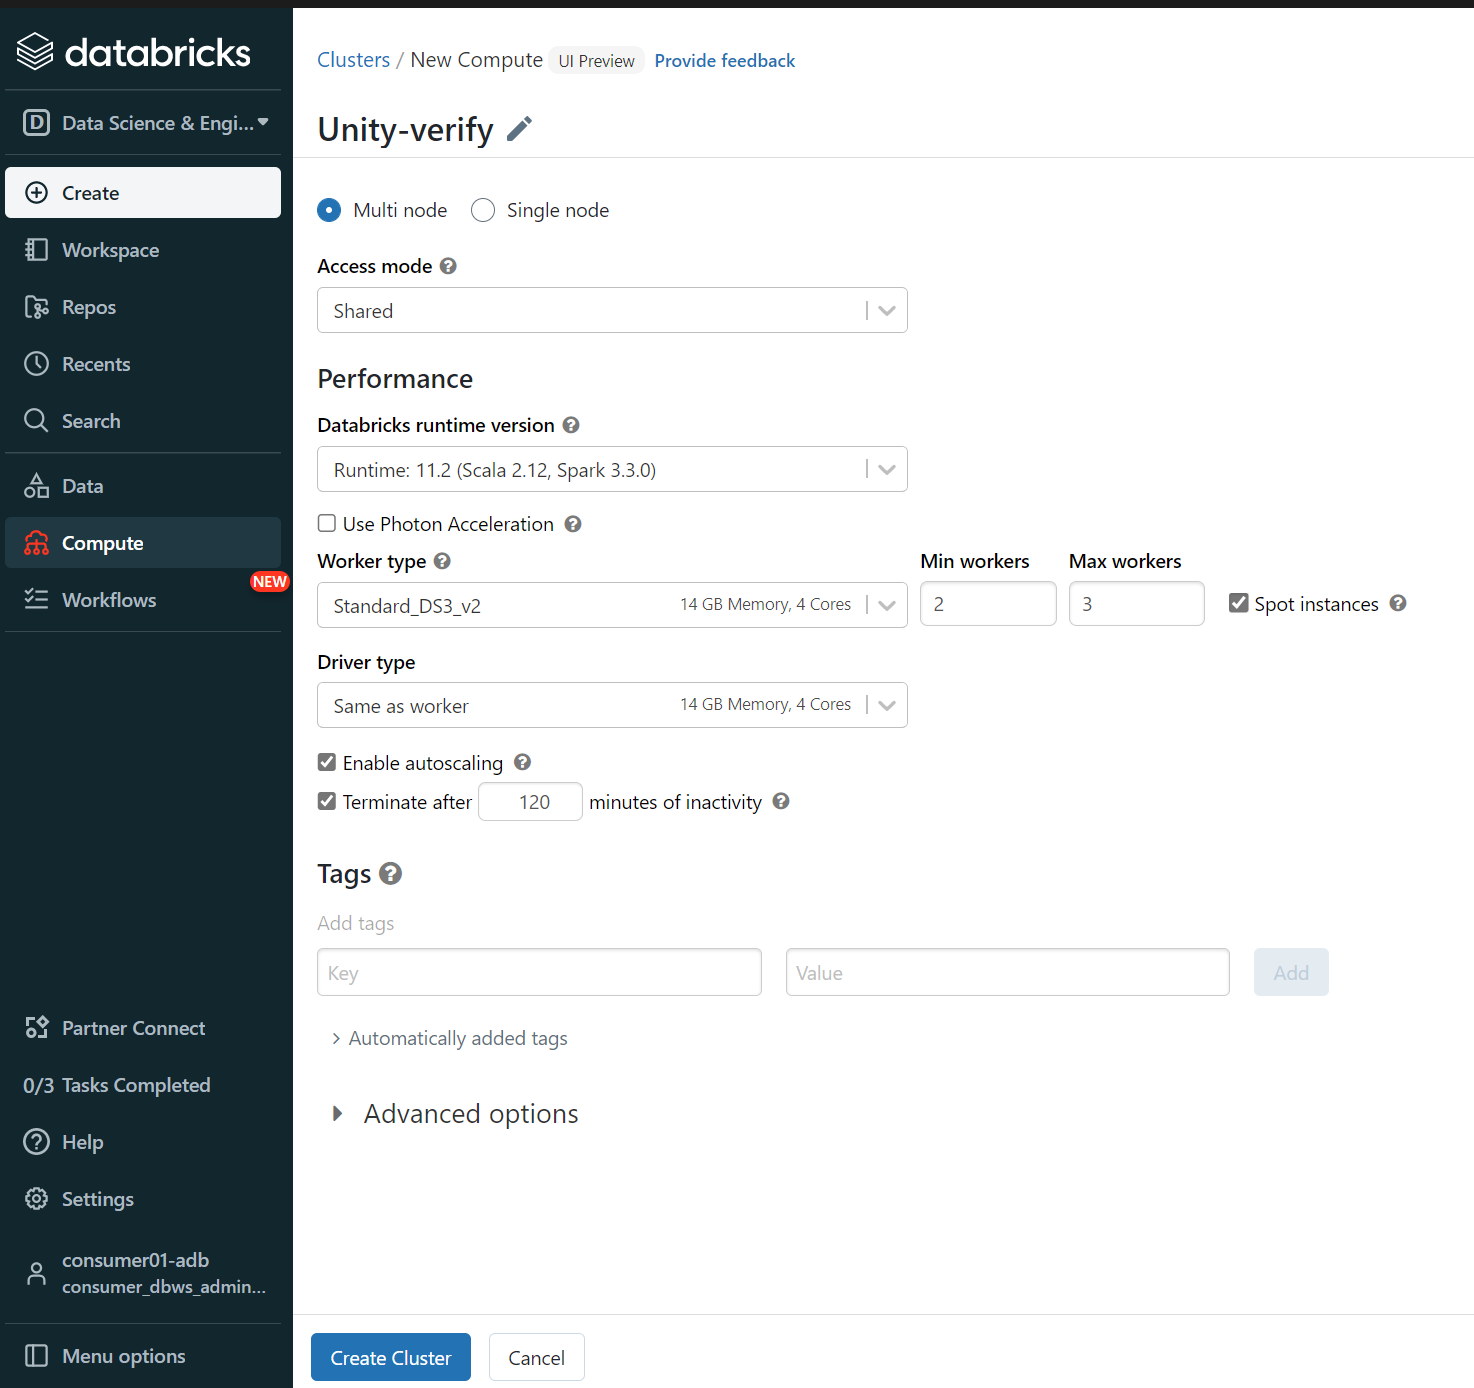 databricks
D Data Science & Engi...
Create
Workspace
Repos
Recents
Search
Data
Compute
NEW
Workflows
Partner Connect
0/3 Tasks Completed
Help
Settings
consumer01-adb
consumer_dbws_admin...
Menu options
Clusters / New Compute UI Preview Provide feedback
Unity-verify
Multi node Single node
Access mode ?
Shared
Performance
Databricks runtime version ?
Runtime: 11.2 (Scala 2.12, Spark 3.3.0)
Use Photon Acceleration ?
Worker type ? Min workers Max workers
Standard_DS3_v2 14 GB Memory, 4 Cores 2 3 Spot instances ?
Driver type
Same as worker 14 GB Memory, 4 Cores
Enable autoscaling ?
Terminate after 120 minutes of inactivity ?
Tags ?
Add tags
Key Value Add
Automatically added tags
Advanced options
Create Cluster Cancel